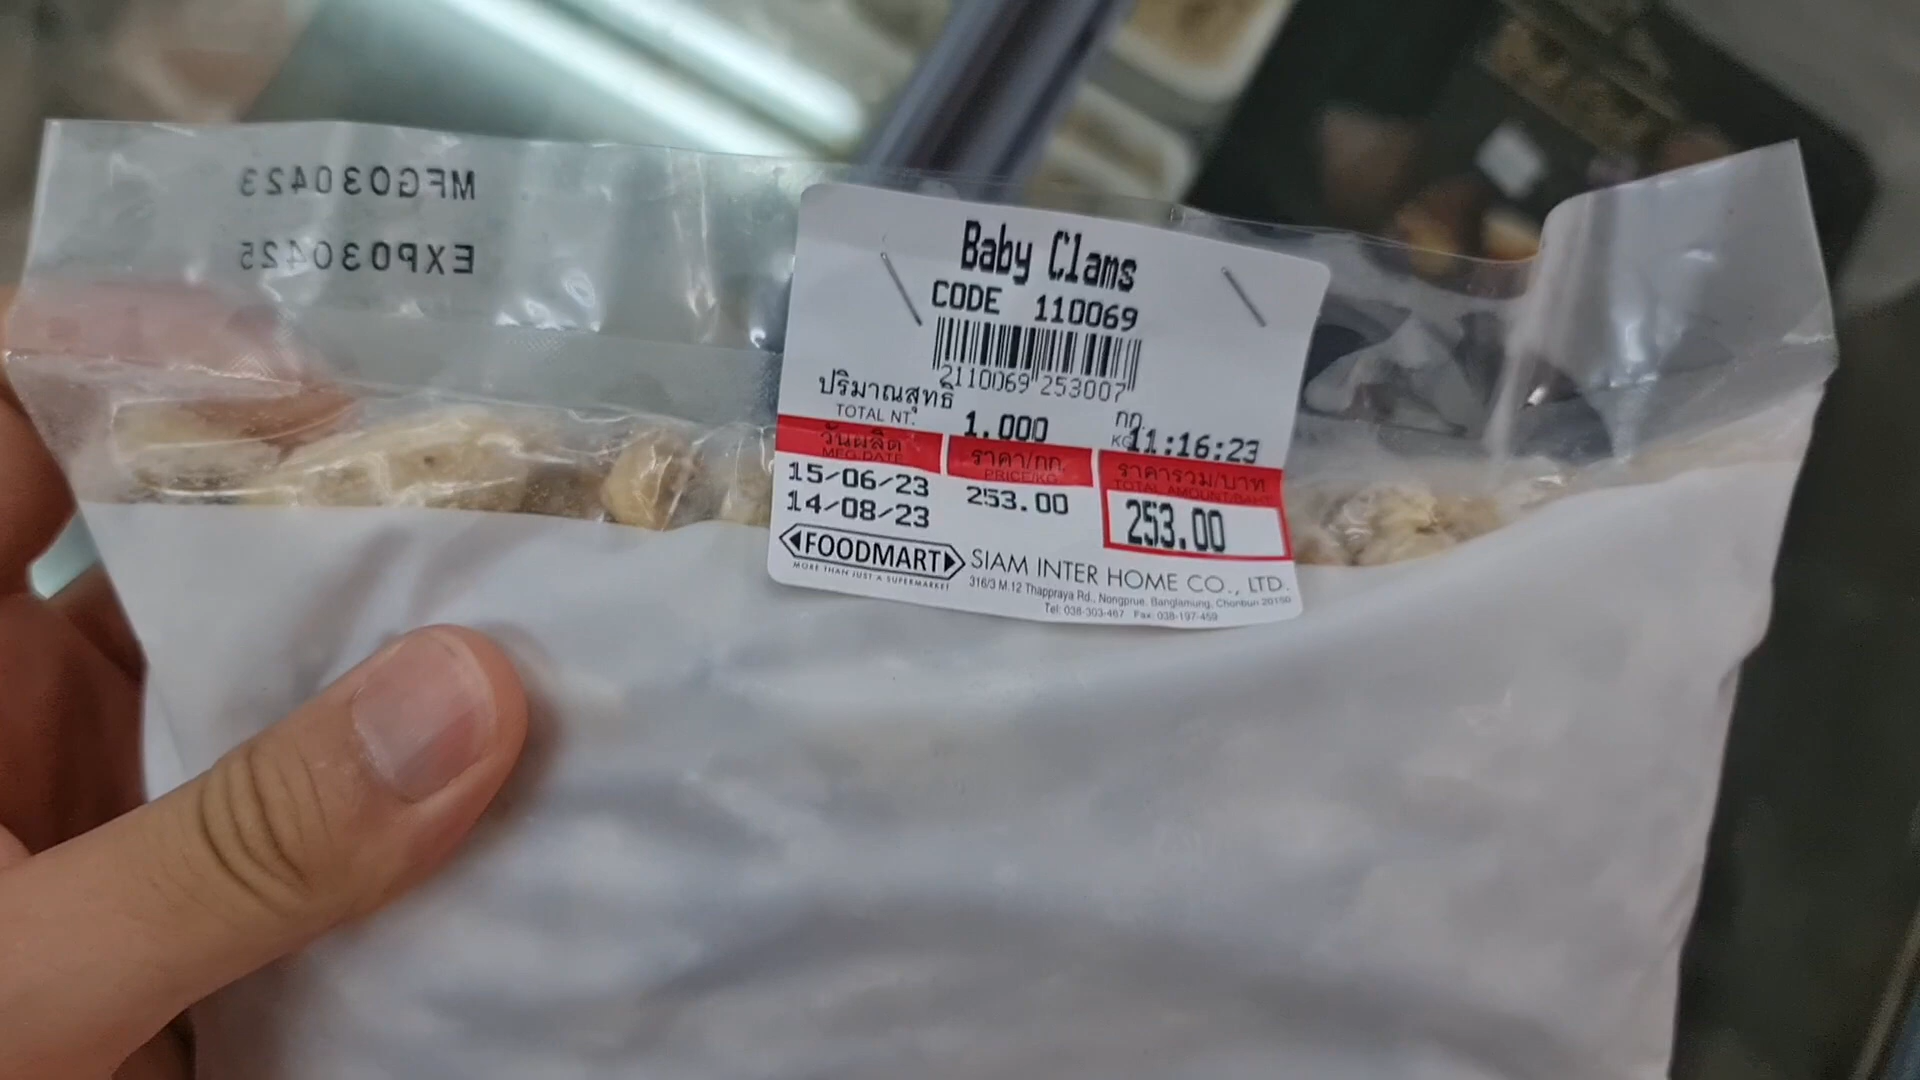 MFG030423
EXP030425
Baby Clams
CODE 110069
2110069 253007
ปริมาณสุทธิ
TOTAL NT. 1.000 กก. KG 11:16:23
วันผลิต ราคา/กก. ราคารวม/บาท
MFG.DATE PRICE/KG. TOTAL AMOUNT/BAHT
15/06/23 253.00 253.00
14/08/23
FOODMART SIAM INTER HOME CO., LTD.
MORE THAN JUST A SUPERMARKET
316/3 M.12 Thappraya Rd., Nongprue, Banglamung, Chonburi 20150
Tel: 038-303-467 Fax: 038-197-459